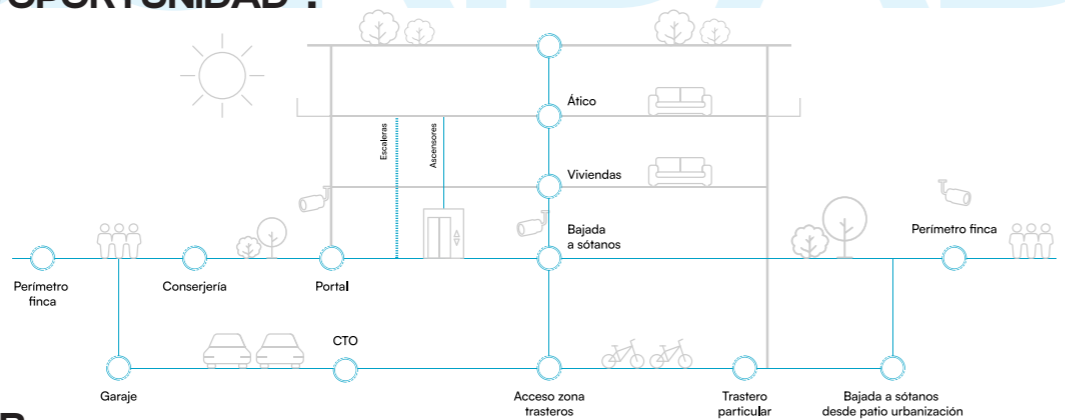 OPORTUNIDAD".
Ático
Escaleras
Ascensores
Viviendas
Bajada
a sótanos
Perímetro finca
Perímetro
finca
Conserjería
Portal
CTO
Garaje
Acceso zona
trasteros
Trastero
particular
Bajada a sótanos
desde patio urbanización